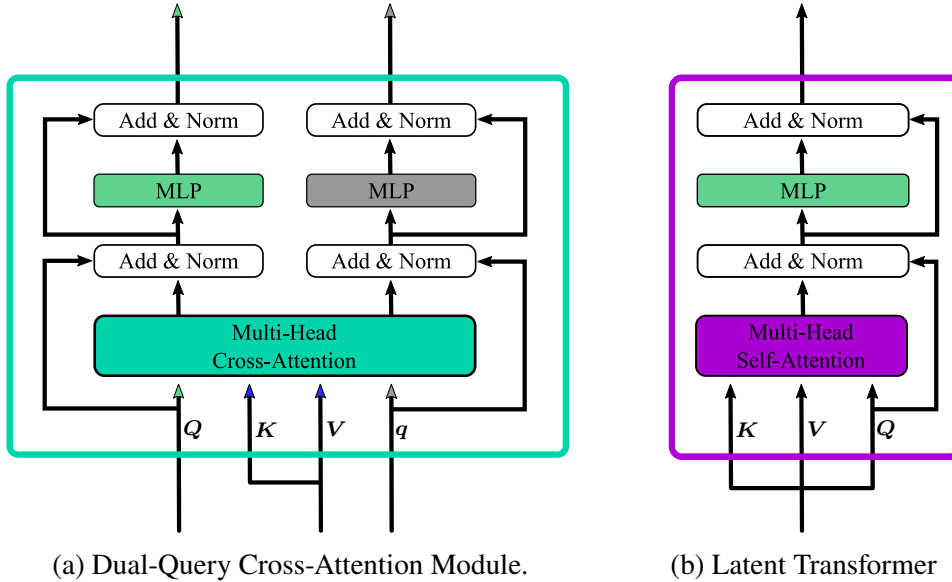 Add & Norm
Add & Norm
MLP
MLP
Add & Norm
Add & Norm
Multi-Head
Cross-Attention
Q
K
V
q
(a) Dual-Query Cross-Attention Module.
Add & Norm
MLP
Add & Norm
Multi-Head
Self-Attention
K
V
Q
(b) Latent Transformer